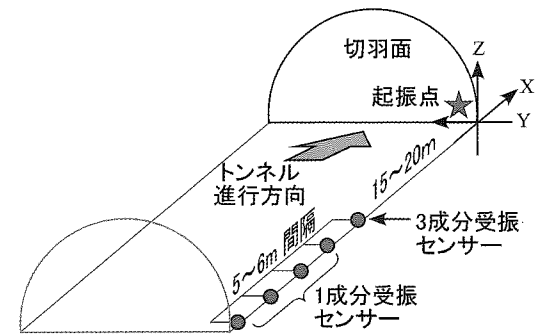 切羽面
起振点
Z
X
Y
トンネル
進行方向
15～20m
3成分受振
センサー
5～6m 間隔
1成分受振
センサー